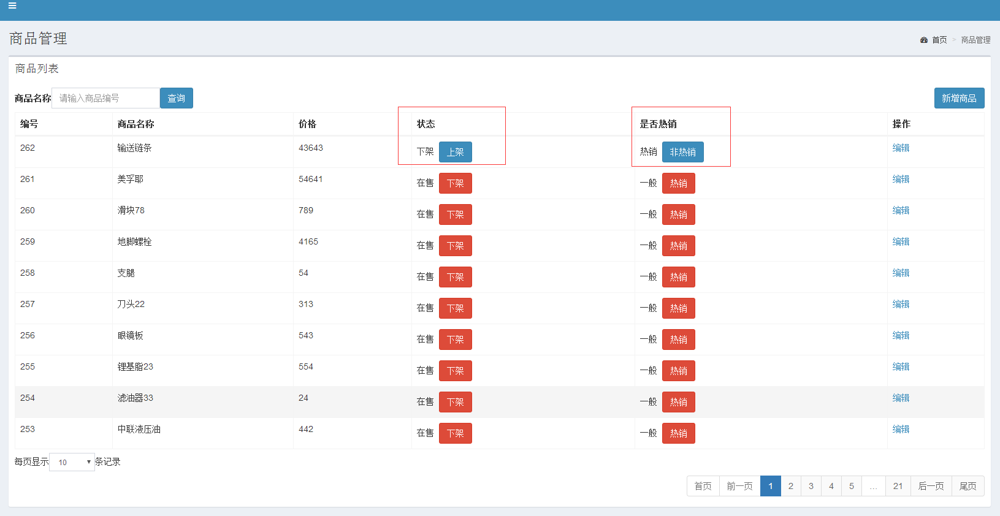 商品管理
首页 > 商品管理
商品列表
商品名称 请输入商品编号 查询 新增商品
编号 商品名称 价格 状态 是否热销 操作
262 输送链条 43643 下架 上架 热销 非热销 编辑
261 美孚耶 54641 在售 下架 一般 热销 编辑
260 滑块78 789 在售 下架 一般 热销 编辑
259 地脚螺栓 4165 在售 下架 一般 热销 编辑
258 支腿 54 在售 下架 一般 热销 编辑
257 刀头22 313 在售 下架 一般 热销 编辑
256 眼镜板 543 在售 下架 一般 热销 编辑
255 锂基脂23 554 在售 下架 一般 热销 编辑
254 滤油器33 24 在售 下架 一般 热销 编辑
253 中联液压油 442 在售 下架 一般 热销 编辑
每页显示 10 条记录
首页 前一页 1 2 3 4 5 … 21 后一页 尾页